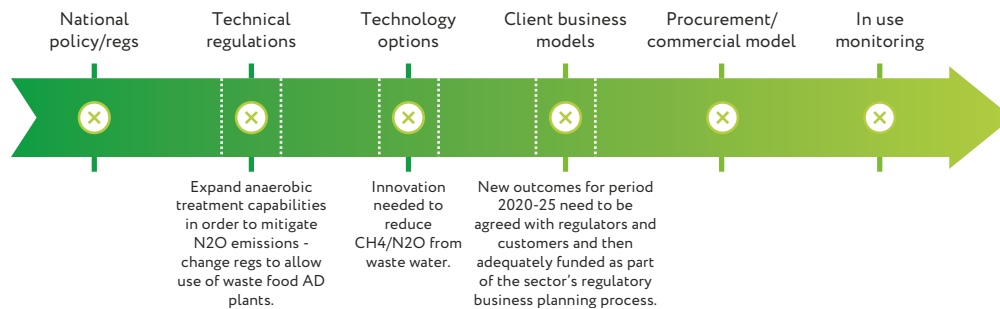 National
policy/regs
Technical
regulations
Technology
options
Client business
models
Procurement/
commercial model
In use
monitoring
Expand anaerobic
treatment capabilities
in order to mitigate
N2O emissions -
change regs to allow
use of waste food AD
plants.
Innovation
needed to
reduce
CH4/N2O from
waste water.
New outcomes for period
2020-25 need to be
agreed with regulators and
customers and then
adequately funded as part
of the sector’s regulatory
business planning process.